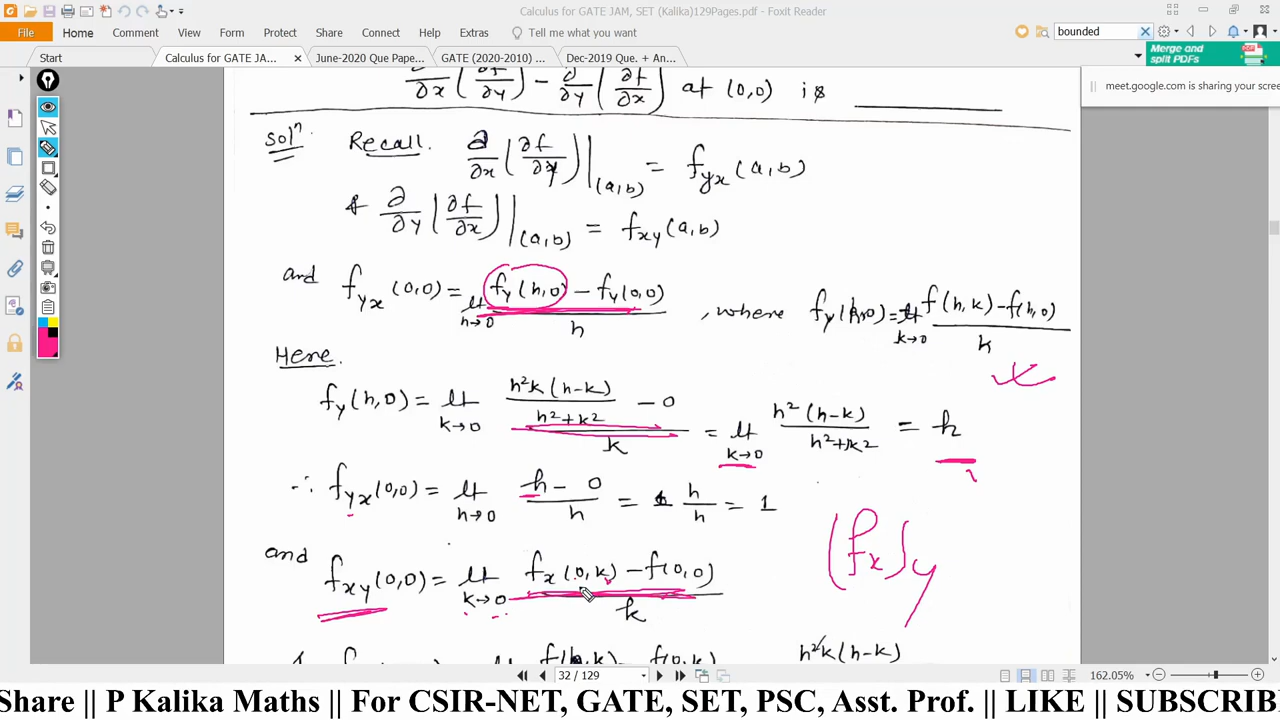 Calculus for GATE JAM, SET (Kalika)129Pages.pdf - Foxit Reader
File Home Comment View Form Protect Share Connect Help Extras Tell me what you want to do... bounded
Start Calculus for GATE JA... June-2020 Que Pape... GATE (2020-2010) ... Dec-2019 Que. + An... Merge and split PDFs
meet.google.com is sharing your scree
∂x (∂f/∂y) − ∂/∂y (∂f/∂x) at (0,0) is ________
Solⁿ. Recall. ∂/∂x (∂f/∂y)|(a,b) = fyx(a,b)
& ∂/∂y (∂f/∂x)|(a,b) = fxy(a,b)
and fyx(0,0) = lt h→0 (fy(h,0) − fy(0,0))/h , where fy(h,0) = lt k→0 (f(h,k) − f(h,0))/k
Here.
fy(h,0) = lt k→0 (h²k(h-k)/(h²+k²) − 0)/k = lt k→0 h²(h-k)/(h²+k²) = h
∴ fyx(0,0) = lt h→0 (h − 0)/h = h/h = 1
(fx)y
and fxy(0,0) = lt k→0 (fx(0,k) − f(0,0))/k
f(h,k) − f(0,k) h²k(h-k)
32 / 129 162.05%
Share || P Kalika Maths || For CSIR-NET, GATE, SET, PSC, Asst. Prof. || LIKE || SUBSCRIB